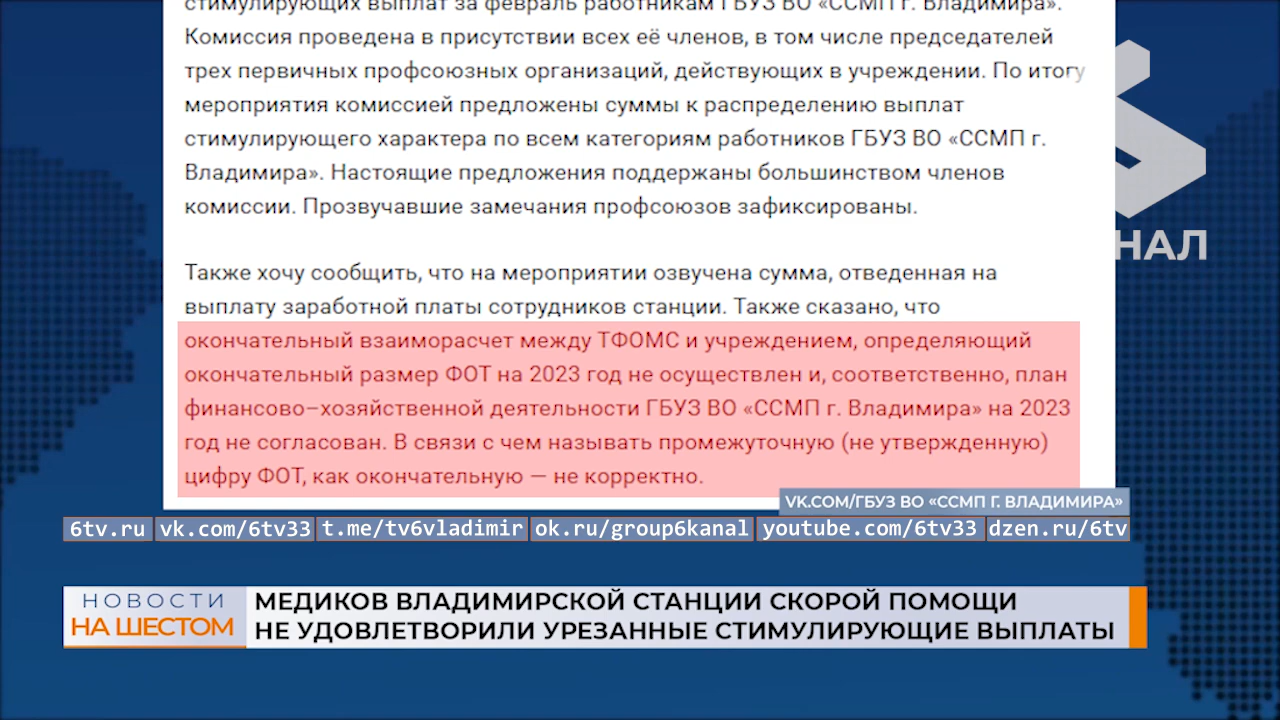 стимулирующих выплат за февраль работникам ГБУЗ ВО «ССМП г. Владимира».
Комиссия проведена в присутствии всех её членов, в том числе председателей
трех первичных профсоюзных организаций, действующих в учреждении. По итогу
мероприятия комиссией предложены суммы к распределению выплат
стимулирующего характера по всем категориям работников ГБУЗ ВО «ССМП г.
Владимира». Настоящие предложения поддержаны большинством членов
комиссии. Прозвучавшие замечания профсоюзов зафиксированы.
Также хочу сообщить, что на мероприятии озвучена сумма, отведенная на
выплату заработной платы сотрудников станции. Также сказано, что
окончательный взаиморасчет между ТФОМС и учреждением, определяющий
окончательный размер ФОТ на 2023 год не осуществлен и, соответственно, план
финансово–хозяйственной деятельности ГБУЗ ВО «ССМП г. Владимира» на 2023
год не согласован. В связи с чем называть промежуточную (не утвержденную)
цифру ФОТ, как окончательную — не корректно.
НАЛ
VK.COM/ГБУЗ ВО «ССМП Г. ВЛАДИМИРА»
6tv.ru vk.com/6tv33 t.me/tv6vladimir ok.ru/group6kanal youtube.com/6tv33 dzen.ru/6tv
НОВОСТИ
НА ШЕСТОМ
МЕДИКОВ ВЛАДИМИРСКОЙ СТАНЦИИ СКОРОЙ ПОМОЩИ
НЕ УДОВЛЕТВОРИЛИ УРЕЗАННЫЕ СТИМУЛИРУЮЩИЕ ВЫПЛАТЫ